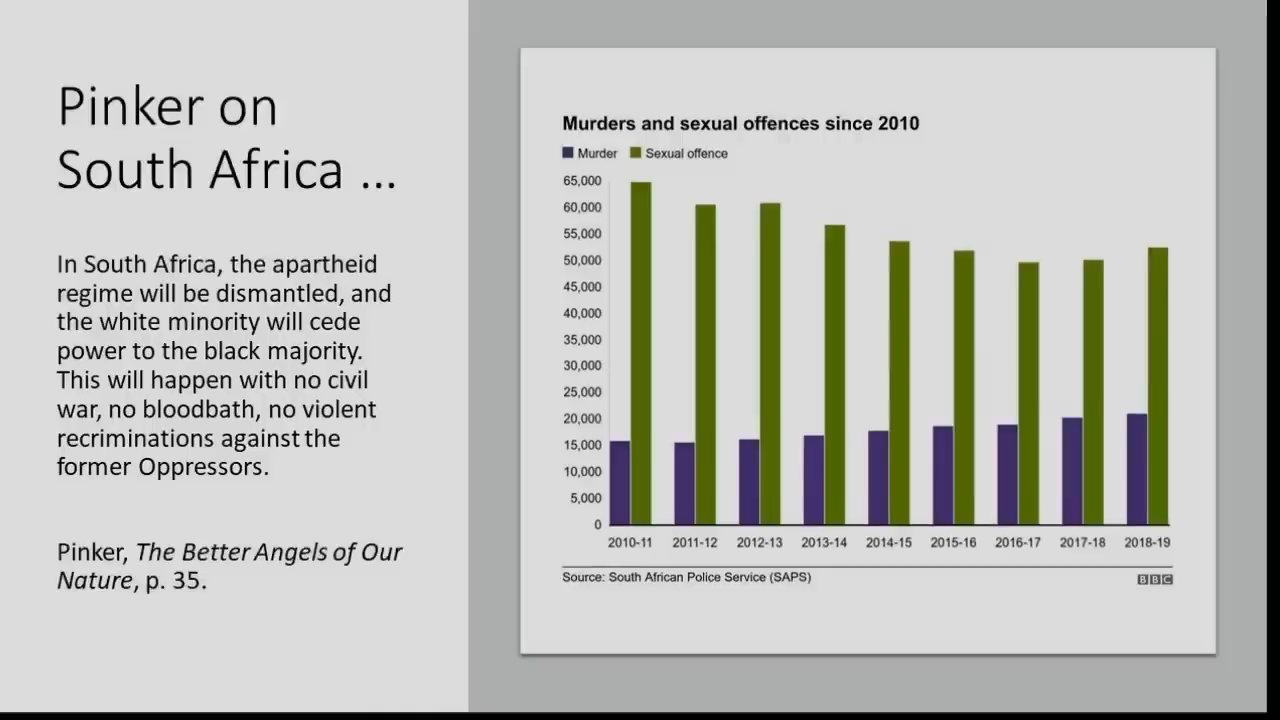 Pinker on
South Africa ...
In South Africa, the apartheid
regime will be dismantled, and
the white minority will cede
power to the black majority.
This will happen with no civil
war, no bloodbath, no violent
recriminations against the
former Oppressors.
Pinker, The Better Angels of Our
Nature, p. 35.
Murders and sexual offences since 2010
Murder Sexual offence
65,000
60,000
55,000
50,000
45,000
40,000
35,000
30,000
25,000
20,000
15,000
10,000
5,000
0
2010-11 2011-12 2012-13 2013-14 2014-15 2015-16 2016-17 2017-18 2018-19
Source: South African Police Service (SAPS)
BBC